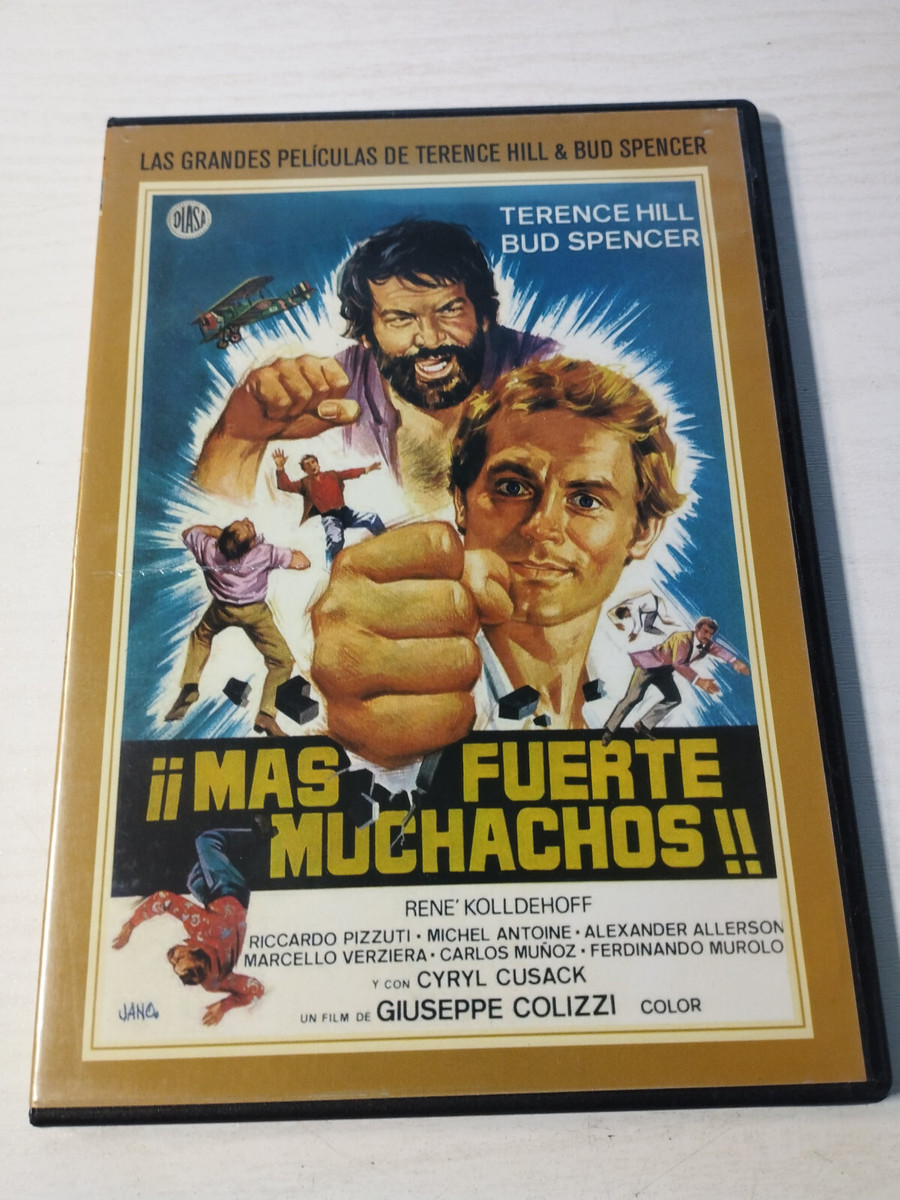 LAS GRANDES PELÍCULAS DE TERENCE HILL & BUD SPENCER
DIASA
TERENCE HILL
BUD SPENCER
¡¡MAS FUERTE
MUCHACHOS!!
RENE' KOLLDEHOFF
RICCARDO PIZZUTI · MICHEL ANTOINE · ALEXANDER ALLERSON
MARCELLO VERZIERA · CARLOS MUÑOZ · FERDINANDO MUROLO
Y CON CYRYL CUSACK
UN FILM DE GIUSEPPE COLIZZI COLOR
JANO